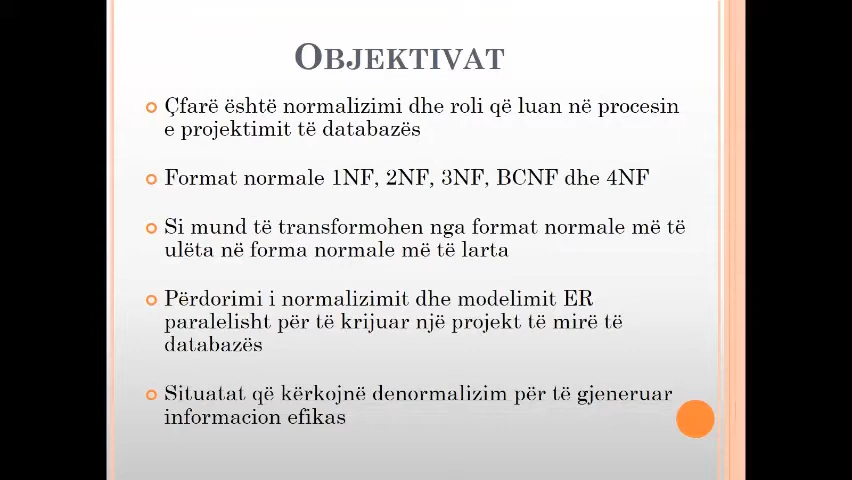 OBJEKTIVAT
Çfarë është normalizimi dhe roli që luan në procesin
e projektimit të databazës
Format normale 1NF, 2NF, 3NF, BCNF dhe 4NF
Si mund të transformohen nga format normale më të
ulëta në forma normale më të larta
Përdorimi i normalizimit dhe modelimit ER
paralelisht për të krijuar një projekt të mirë të
databazës
Situatat që kërkojnë denormalizim për të gjeneruar
informacion efikas